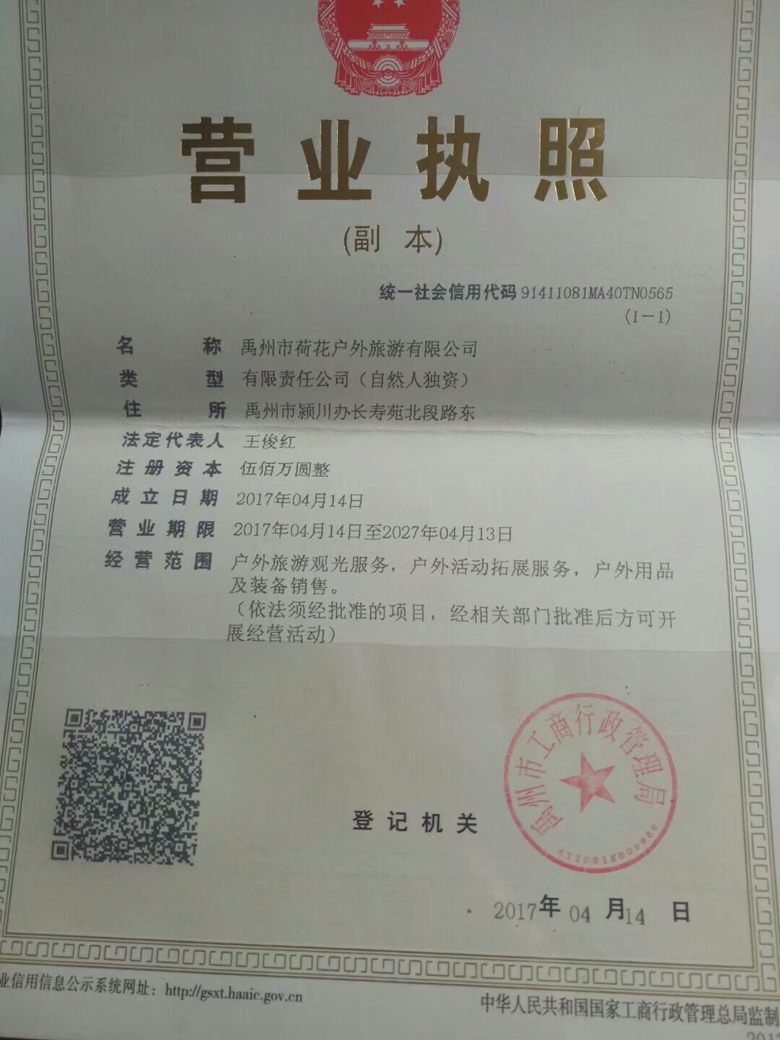 营业执照
(副 本)
统一社会信用代码 91411081MA40TN0565
(1-1)
名 称 禹州市荷花户外旅游有限公司
类 型 有限责任公司（自然人独资）
住 所 禹州市颍川办长寿苑北段路东
法定代表人 王俊红
注册资本 伍佰万圆整
成立日期 2017年04月14日
营业期限 2017年04月14日至2027年04月13日
经营范围 户外旅游观光服务，户外活动拓展服务，户外用品
及装备销售。
（依法须经批准的项目，经相关部门批准后方可开
展经营活动）
禹州市工商行政管理局
登记机关
2017年 04 月14 日
业信用信息公示系统网址：http://gsxt.haaic.gov.cn
中华人民共和国国家工商行政管理总局监制